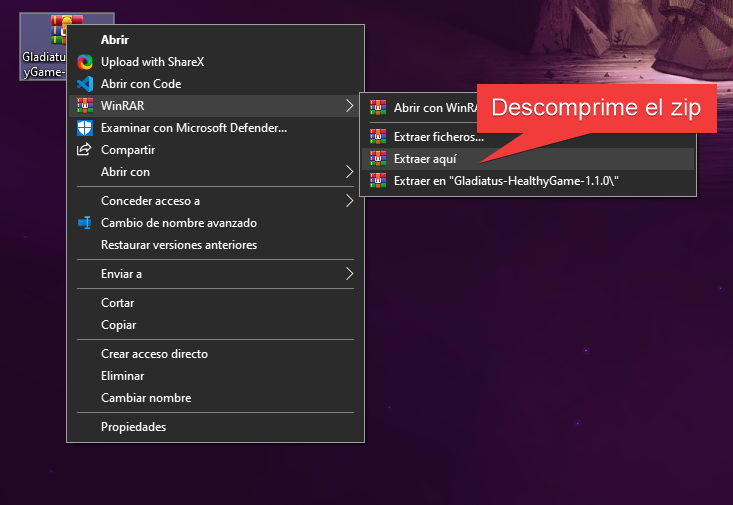 Gladiatus
yGame-
Abrir
Upload with ShareX
Abrir con Code
WinRAR
Examinar con Microsoft Defender...
Compartir
Abrir con
Conceder acceso a
Cambio de nombre avanzado
Restaurar versiones anteriores
Enviar a
Cortar
Copiar
Crear acceso directo
Eliminar
Cambiar nombre
Propiedades
Abrir con WinRA
Extraer ficheros...
Extraer aquí
Extraer en "Gladiatus-HealthyGame-1.1.0\"
Descomprime el zip